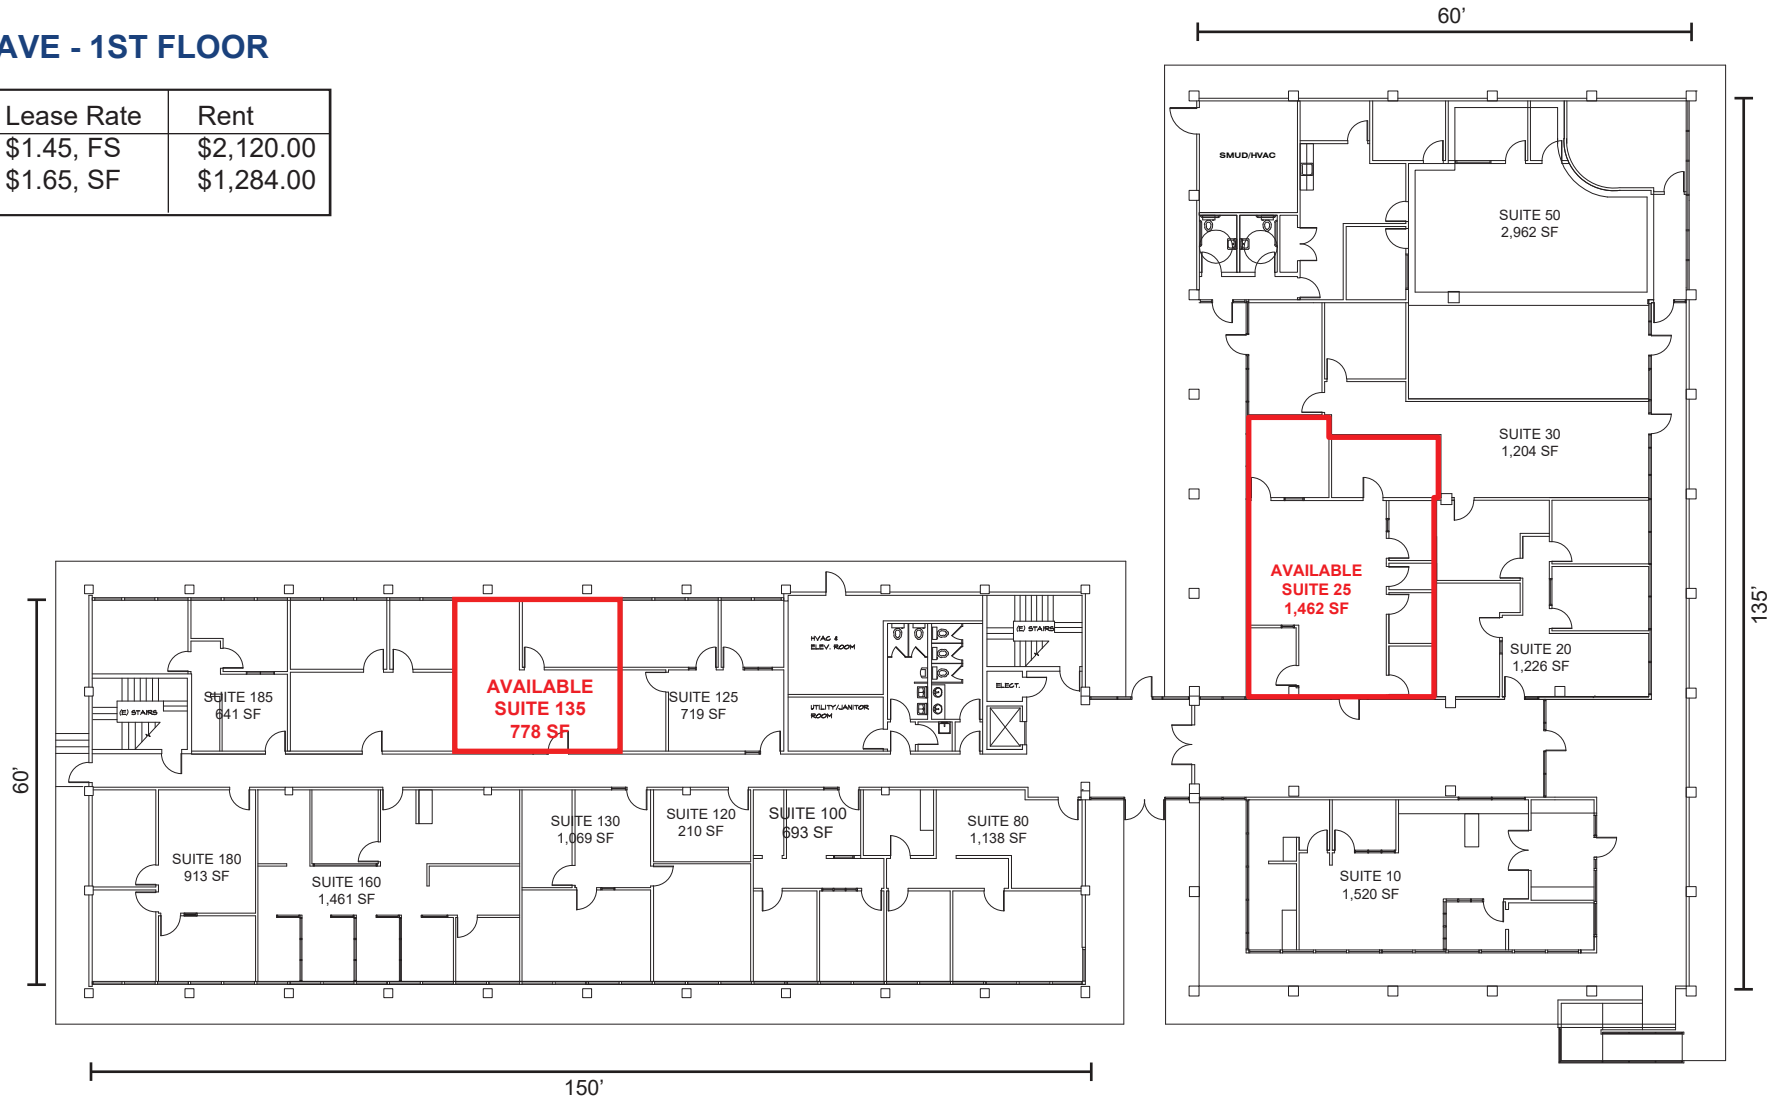 AVE - 1ST FLOOR
Lease Rate Rent
$1.45, FS $2,120.00
$1.65, SF $1,284.00
60'
135'
SMUD/HVAC
SUITE 50
2,962 SF
SUITE 30
1,204 SF
AVAILABLE
SUITE 25
1,462 SF
SUITE 20
1,226 SF
SUITE 10
1,520 SF
60'
150'
(E) STAIRS
SUITE 185
641 SF
AVAILABLE
SUITE 135
778 SF
SUITE 125
719 SF
HVAC &
ELEV. ROOM
UTILITY/JANITOR
ROOM
(E) STAIRS
ELECT.
SUITE 180
913 SF
SUITE 160
1,461 SF
SUITE 130
1,069 SF
SUITE 120
210 SF
SUITE 100
693 SF
SUITE 80
1,138 SF